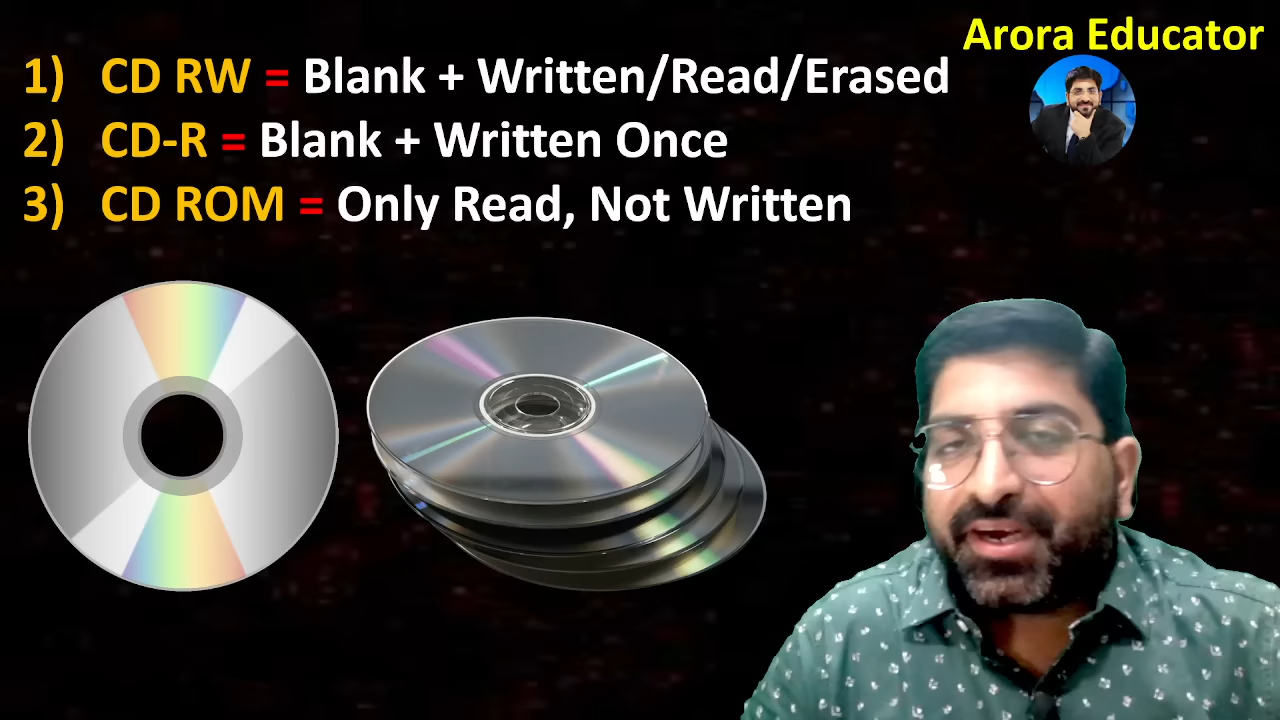 Arora Educator
1) CD RW = Blank + Written/Read/Erased
2) CD-R = Blank + Written Once
3) CD ROM = Only Read, Not Written